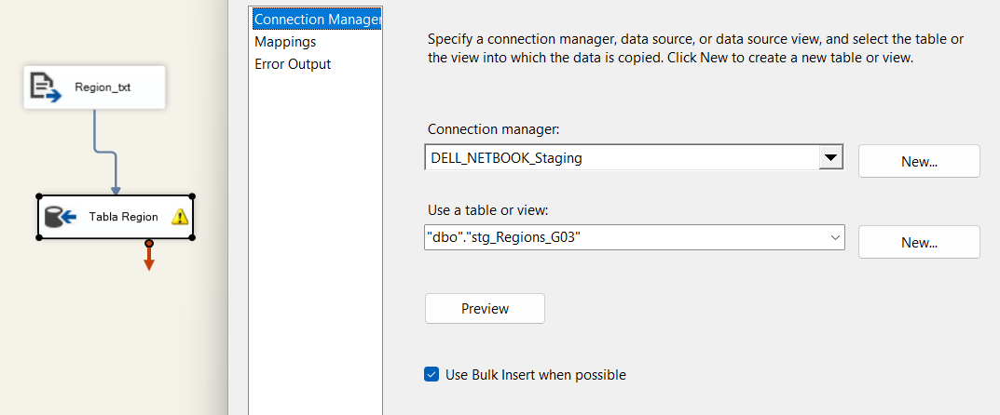 Region_txt
Tabla Region
Connection Manager
Mappings
Error Output
Specify a connection manager, data source, or data source view, and select the table or
the view into which the data is copied. Click New to create a new table or view.
Connection manager:
DELL_NETBOOK_Staging
New...
Use a table or view:
"dbo"."stg_Regions_G03"
New...
Preview
Use Bulk Insert when possible